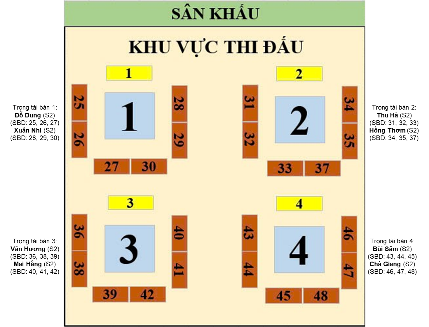 SÂN KHẤU
KHU VỰC THI ĐẤU
Trọng tài bàn 1:
Đỗ Dung (S2)
(SBD: 25, 26, 27)
Xuân Nhi (S2)
(SBD: 28, 29, 30)
1
25
26
1
28
29
27
30
2
31
32
2
34
35
33
37
Trọng tài bàn 2:
Thu Hà (S2)
(SBD: 31, 32, 33)
Hồng Thơm (S2)
(SBD: 34, 35, 37)
Trọng tài bàn 3
Vân Hương (S2)
(SBD: 36, 38, 39)
Mai Hồng (S2)
(SBD: 40, 41, 42)
3
36
38
3
40
41
39
42
4
43
44
4
46
47
45
48
Trọng tài bàn 4
Bùi Sâm (S2)
(SBD: 43, 44, 45)
Giang (S2)
(SBD: 46, 47, 48)